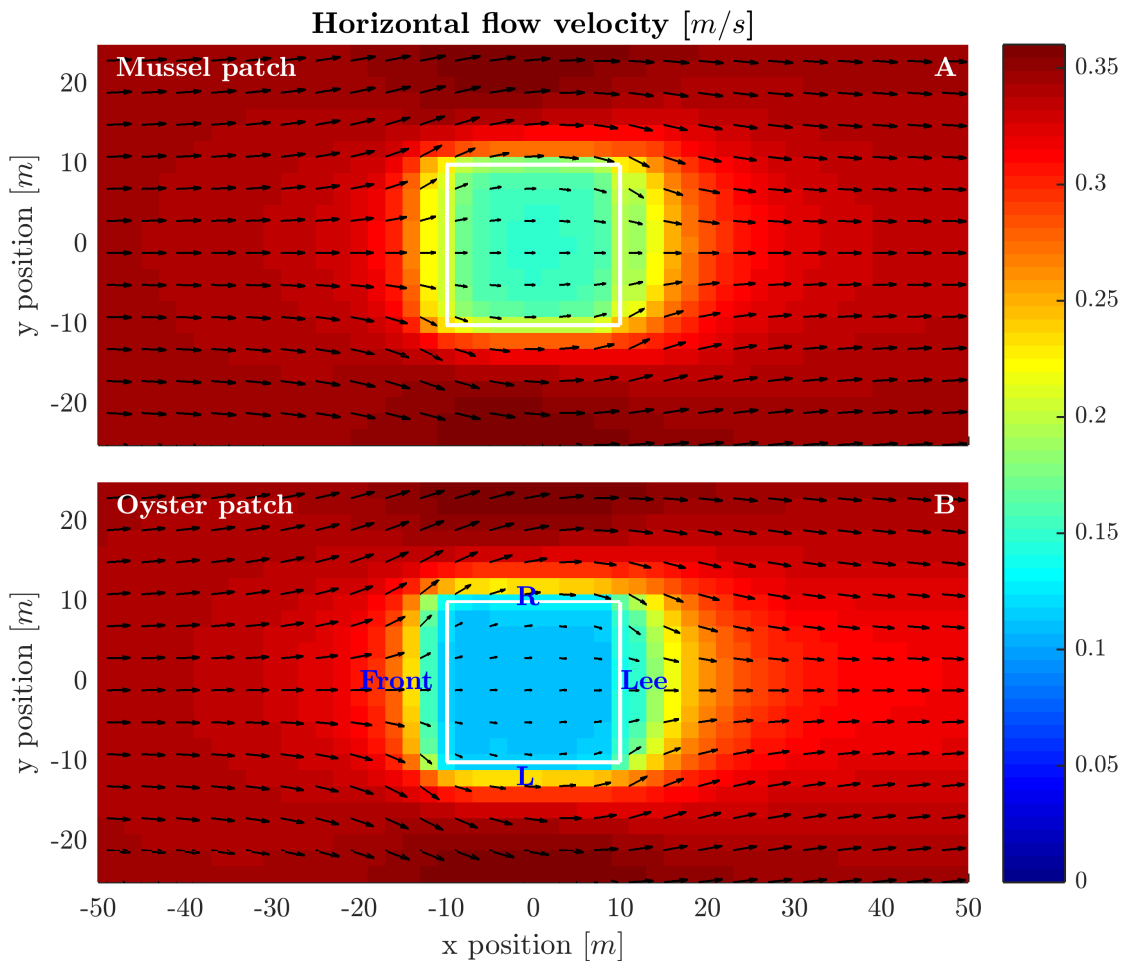 Horizontal flow velocity [m/s]
Mussel patch A
20
10
0
-10
-20
y position [m]
Oyster patch B
20
10
0
-10
-20
y position [m]
R
Front Lee
L
-50 -40 -30 -20 -10 0 10 20 30 40 50
x position [m]
0.35
0.3
0.25
0.2
0.15
0.1
0.05
0